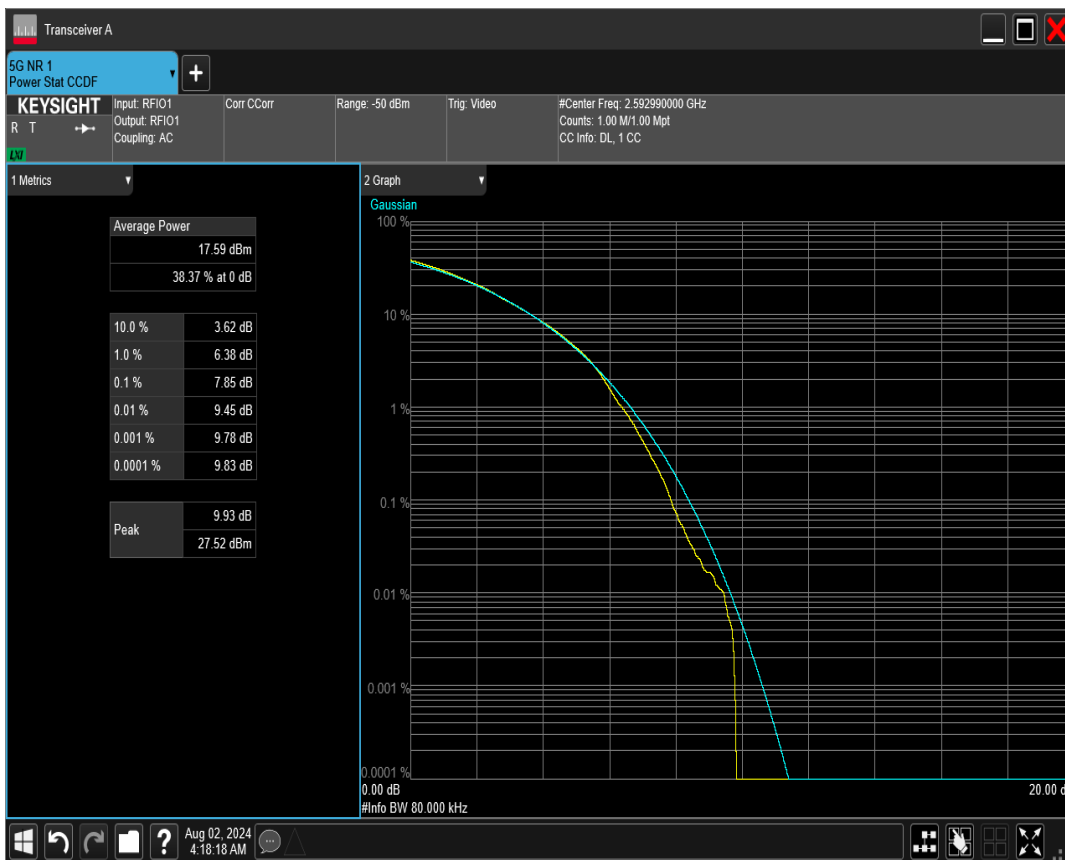 Transceiver A
5G NR 1
Power Stat CCDF
KEYSIGHT
R T
LXI
Input: RFIO1
Output: RFIO1
Coupling: AC
Corr CCorr
Range: -50 dBm
Trig: Video
#Center Freq: 2.592990000 GHz
Counts: 1.00 M/1.00 Mpt
CC Info: DL, 1 CC
1 Metrics
Average Power
17.59 dBm
38.37 % at 0 dB
10.0 % 3.62 dB
1.0 % 6.38 dB
0.1 % 7.85 dB
0.01 % 9.45 dB
0.001 % 9.78 dB
0.0001 % 9.83 dB
Peak
9.93 dB
27.52 dBm
2 Graph
Gaussian
100 %
10 %
1 %
0.1 %
0.01 %
0.001 %
0.0001 %
0.00 dB
20.00 d
#Info BW 80.000 kHz
?
Aug 02, 2024
4:18:18 AM